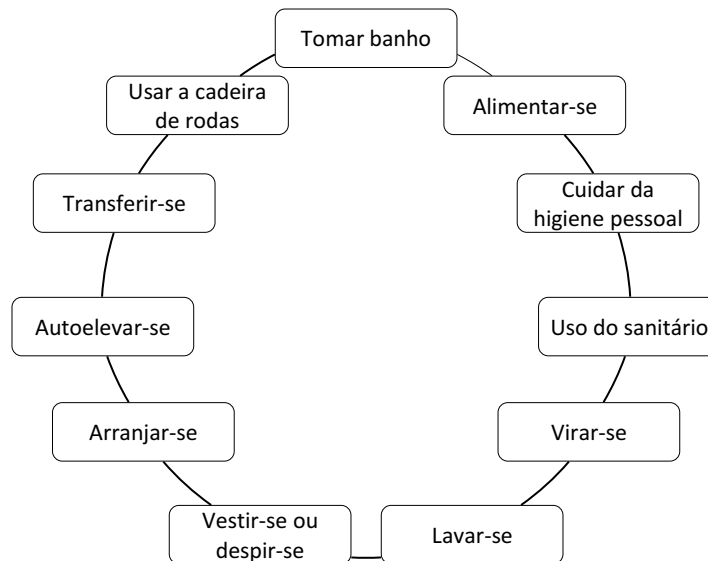 Tomar banho
Alimentar-se
Cuidar da
higiene pessoal
Uso do sanitário
Virar-se
Lavar-se
Vestir-se ou
despir-se
Arranjar-se
Autoelevar-se
Transferir-se
Usar a cadeira
de rodas